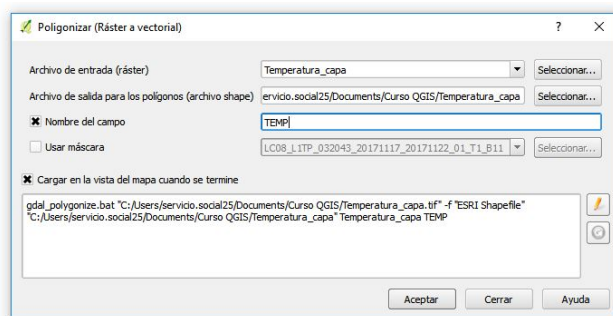 Poligonizar (Ráster a vectorial) ? ×
Archivo de entrada (ráster) Temperatura_capa Seleccionar...
Archivo de salida para los polígonos (archivo shape) ervicio.social25/Documents/Curso QGIS/Temperatura_capa Seleccionar...
Nombre del campo TEMP
Usar máscara LC08_L1TP_032043_20171117_20171122_01_T1_B11 Seleccionar...
Cargar en la vista del mapa cuando se termine
gdal_polygonize.bat "C:/Users/servicio.social25/Documents/Curso QGIS/Temperatura_capa.tif" -f "ESRI Shapefile"
"C:/Users/servicio.social25/Documents/Curso QGIS/Temperatura_capa" Temperatura_capa TEMP
Aceptar Cerrar Ayuda